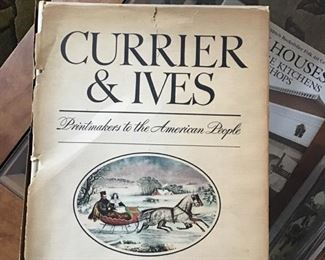 CURRIER
& IVES
Printmakers to the American People
HOUSES
KITCHENS
SHOPS